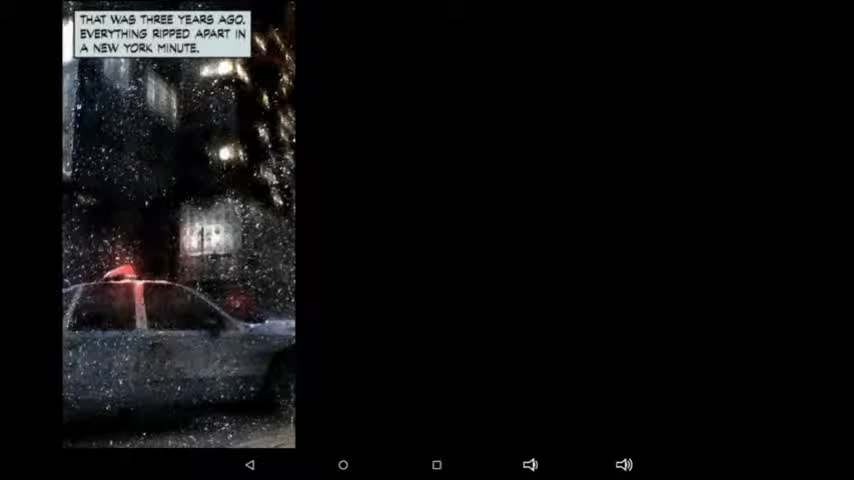 THAT WAS THREE YEARS AGO.
EVERYTHING RIPPED APART IN
A NEW YORK MINUTE.